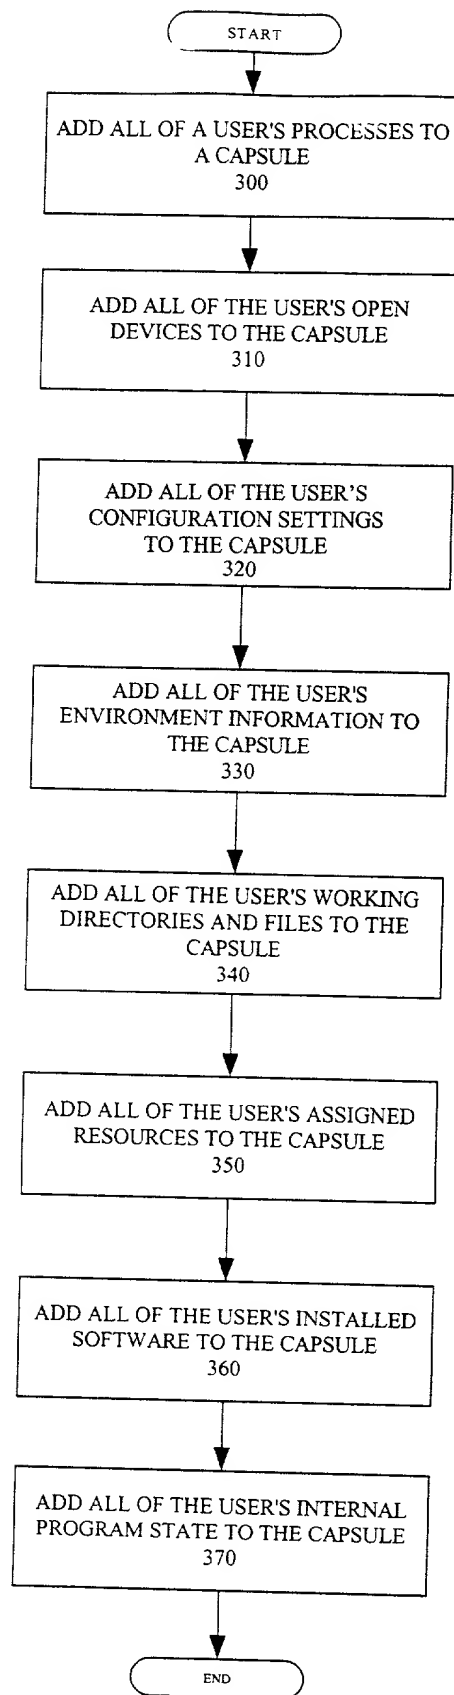 START
ADD ALL OF A USER'S PROCESSES TO
A CAPSULE
300
ADD ALL OF THE USER'S OPEN
DEVICES TO THE CAPSULE
310
ADD ALL OF THE USER'S
CONFIGURATION SETTINGS
TO THE CAPSULE
320
ADD ALL OF THE USER'S
ENVIRONMENT INFORMATION TO
THE CAPSULE
330
ADD ALL OF THE USER'S WORKING
DIRECTORIES AND FILES TO THE
CAPSULE
340
ADD ALL OF THE USER'S ASSIGNED
RESOURCES TO THE CAPSULE
350
ADD ALL OF THE USER'S INSTALLED
SOFTWARE TO THE CAPSULE
360
ADD ALL OF THE USER'S INTERNAL
PROGRAM STATE TO THE CAPSULE
370
END